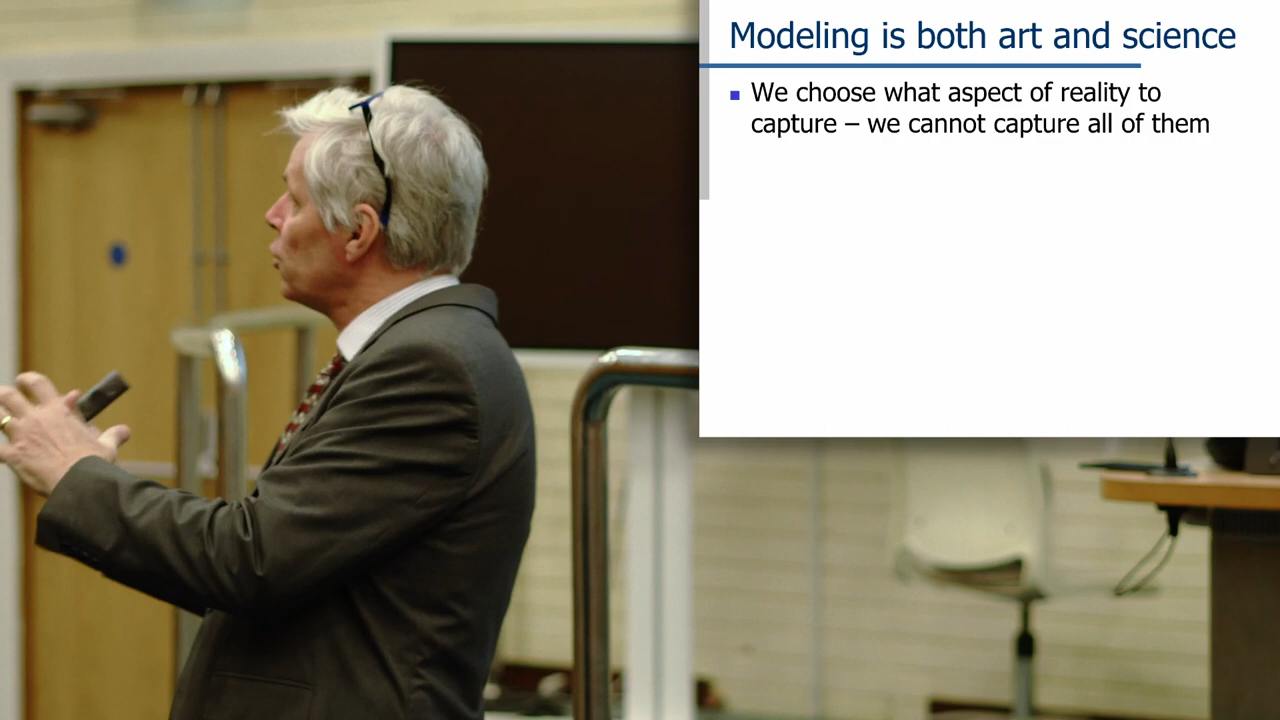 Modeling is both art and science
We choose what aspect of reality to
capture – we cannot capture all of them